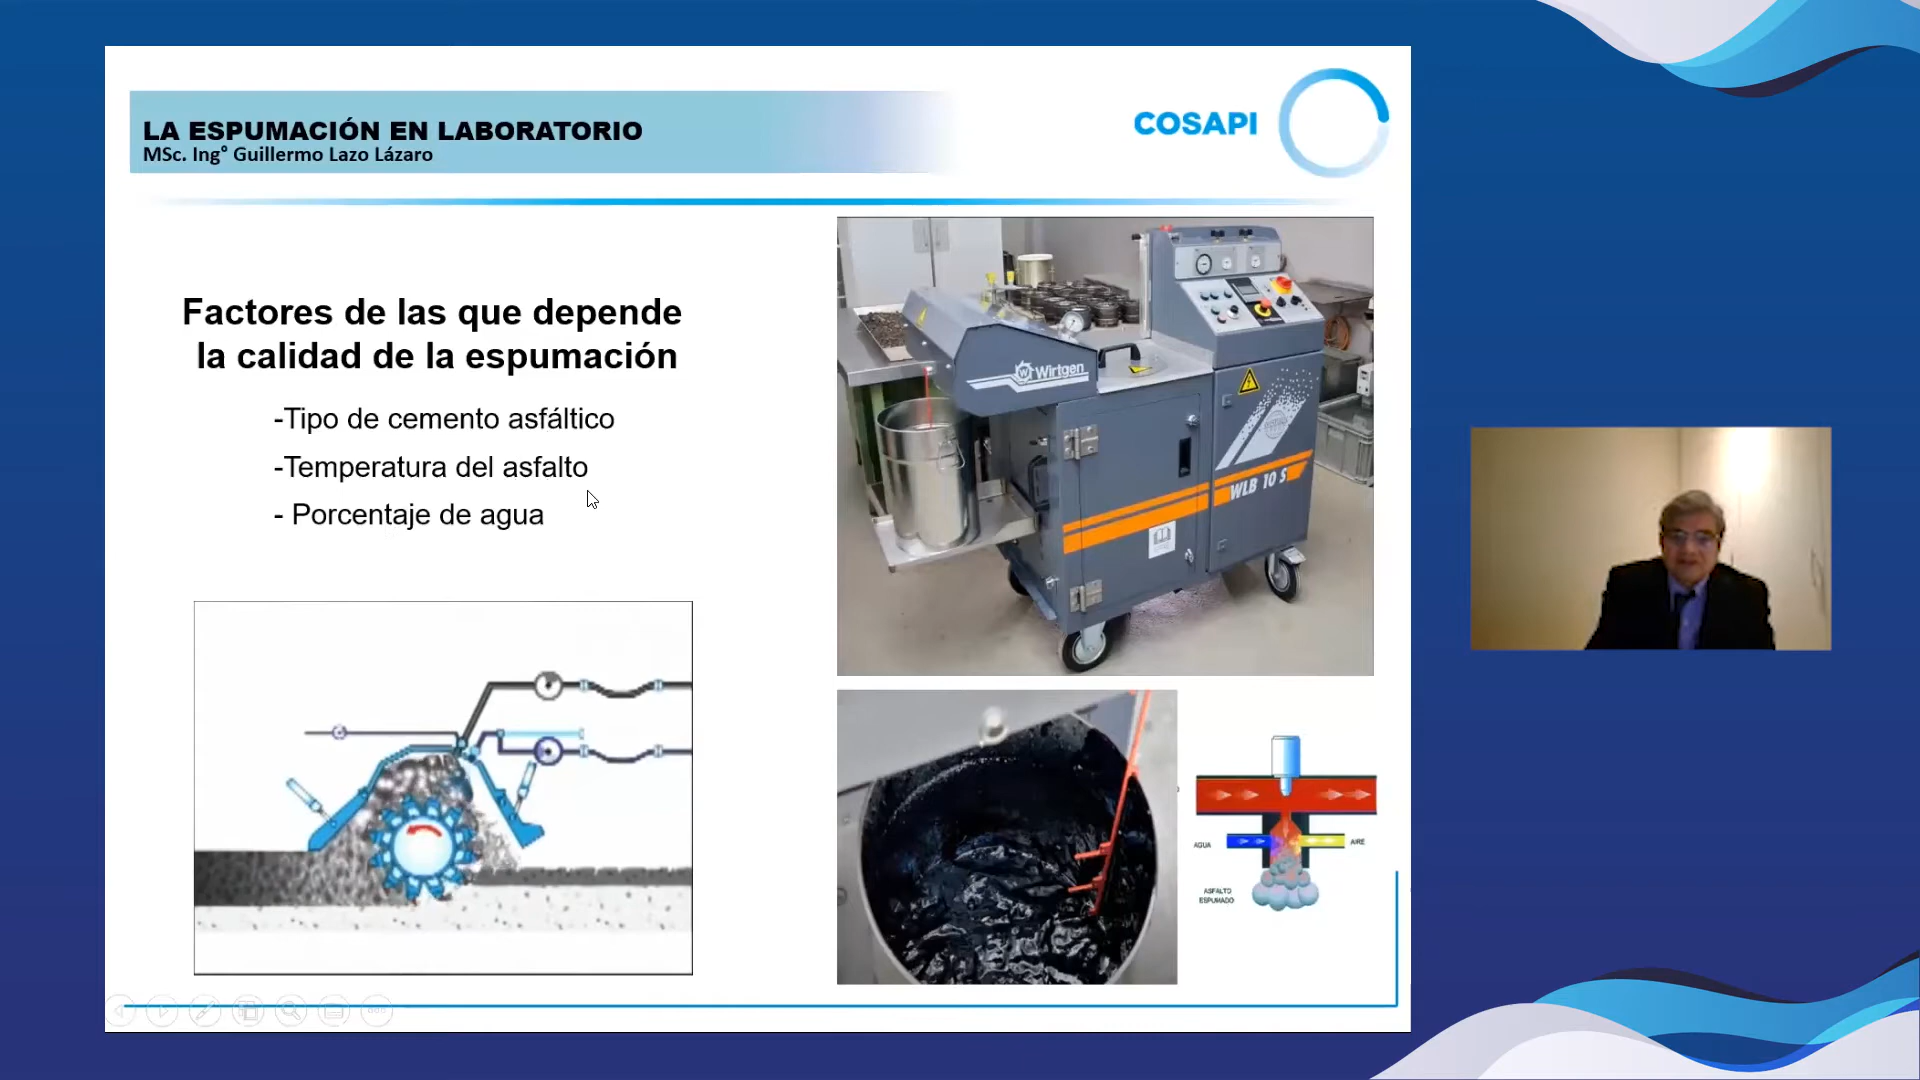 LA ESPUMACIÓN EN LABORATORIO
MSc. Ing° Guillermo Lazo Lázaro
COSAPI
Factores de las que depende
la calidad de la espumación
-Tipo de cemento asfáltico
-Temperatura del asfalto
- Porcentaje de agua
Wirtgen
WLB 10 S
AGUA
AIRE
ASFALTO
ESPUMADO